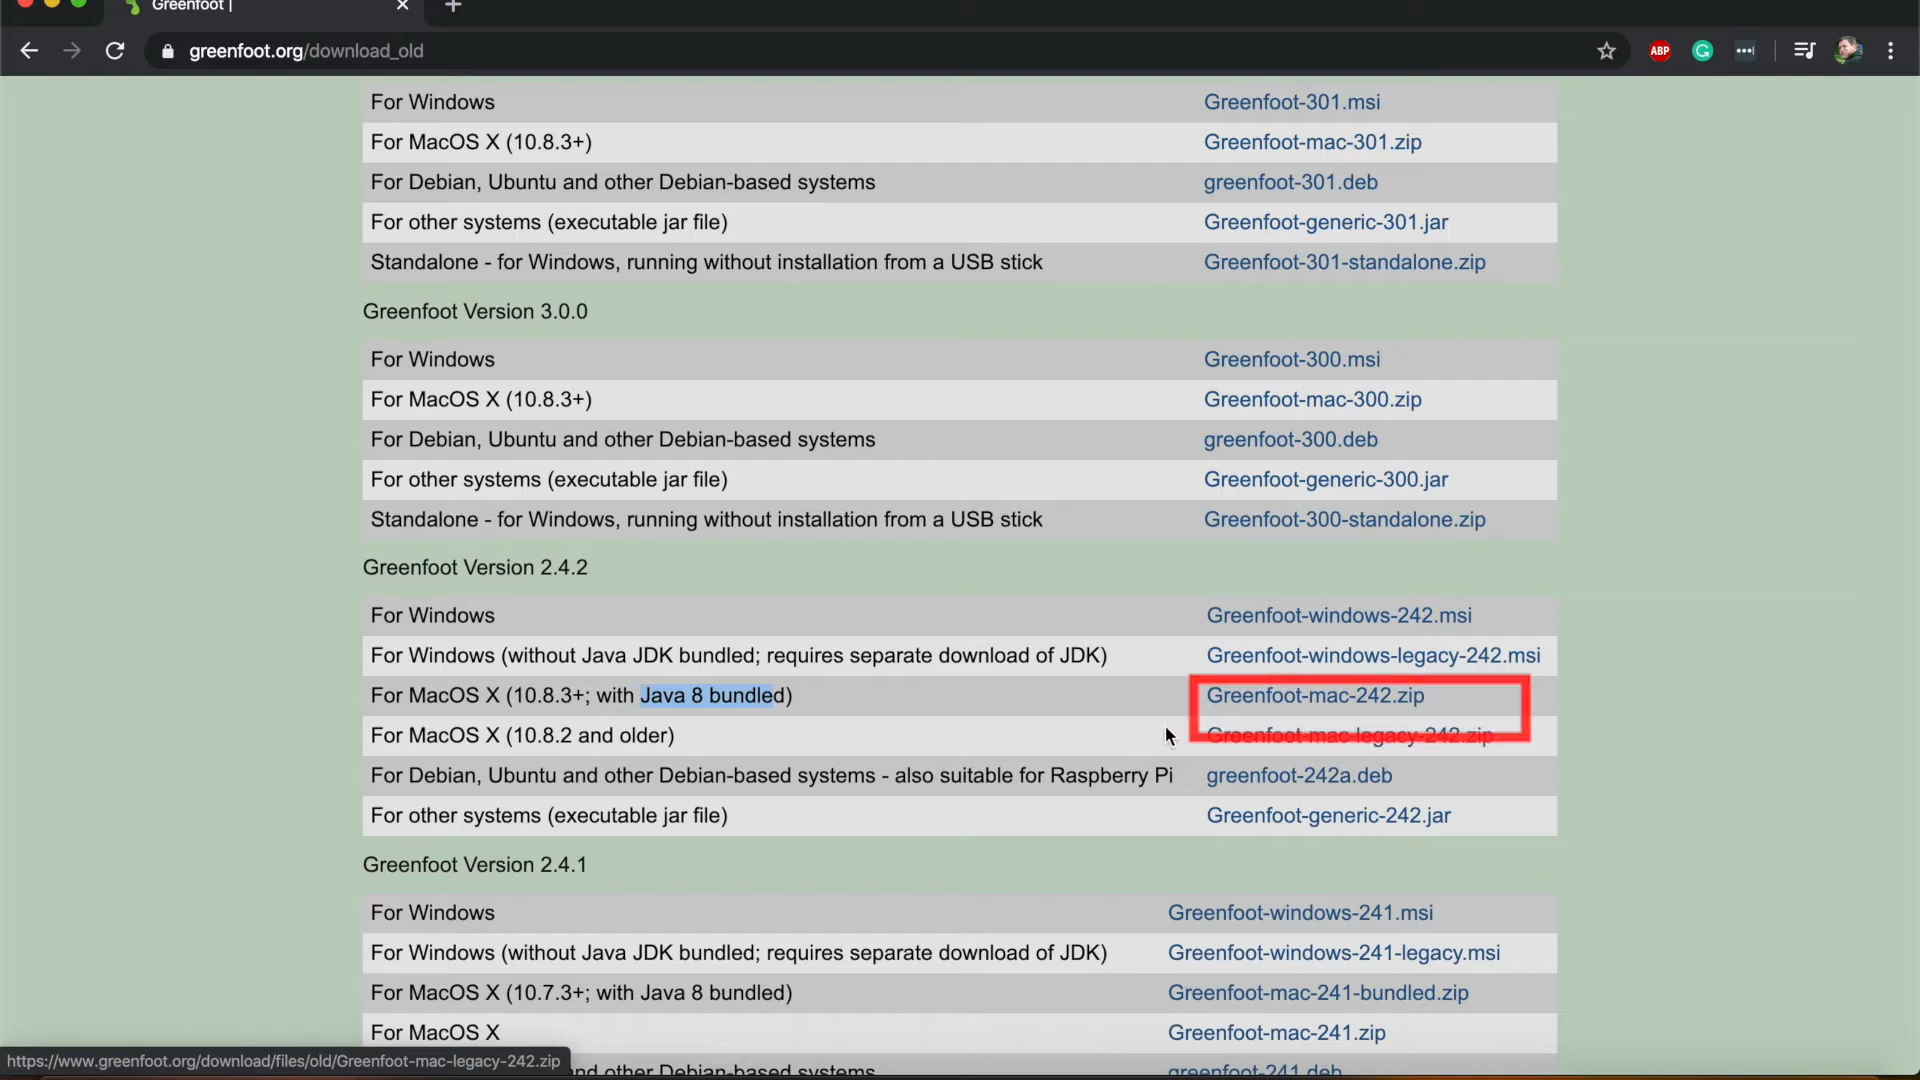 Greenfoot |
greenfoot.org/download_old
ABP
For Windows Greenfoot-301.msi
For MacOS X (10.8.3+) Greenfoot-mac-301.zip
For Debian, Ubuntu and other Debian-based systems greenfoot-301.deb
For other systems (executable jar file) Greenfoot-generic-301.jar
Standalone - for Windows, running without installation from a USB stick Greenfoot-301-standalone.zip
Greenfoot Version 3.0.0
For Windows Greenfoot-300.msi
For MacOS X (10.8.3+) Greenfoot-mac-300.zip
For Debian, Ubuntu and other Debian-based systems greenfoot-300.deb
For other systems (executable jar file) Greenfoot-generic-300.jar
Standalone - for Windows, running without installation from a USB stick Greenfoot-300-standalone.zip
Greenfoot Version 2.4.2
For Windows Greenfoot-windows-242.msi
For Windows (without Java JDK bundled; requires separate download of JDK) Greenfoot-windows-legacy-242.msi
For MacOS X (10.8.3+; with Java 8 bundled) Greenfoot-mac-242.zip
For MacOS X (10.8.2 and older) Greenfoot-mac-legacy-242.zip
For Debian, Ubuntu and other Debian-based systems - also suitable for Raspberry Pi greenfoot-242a.deb
For other systems (executable jar file) Greenfoot-generic-242.jar
Greenfoot Version 2.4.1
For Windows Greenfoot-windows-241.msi
For Windows (without Java JDK bundled; requires separate download of JDK) Greenfoot-windows-241-legacy.msi
For MacOS X (10.7.3+; with Java 8 bundled) Greenfoot-mac-241-bundled.zip
For MacOS X Greenfoot-mac-241.zip
https://www.greenfoot.org/download/files/old/Greenfoot-mac-legacy-242.zip
and other Debian-based systems greenfoot-241.deb